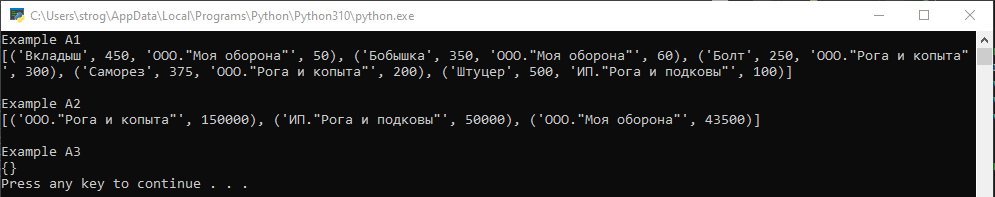 C:\Users\strog\AppData\Local\Programs\Python\Python310\python.exe
Example A1
[('Вкладыш', 450, 'ООО."Моя оборона"', 50), ('Бобышка', 350, 'ООО."Моя оборона"', 60), ('Болт', 250, 'ООО."Рога и копыта"
', 300), ('Саморез', 375, 'ООО."Рога и копыта"', 200), ('Штуцер', 500, 'ИП."Рога и подковы"', 100)]
Example A2
[('ООО."Рога и копыта"', 150000), ('ИП."Рога и подковы"', 50000), ('ООО."Моя оборона"', 43500)]
Example A3
{}
Press any key to continue . . .